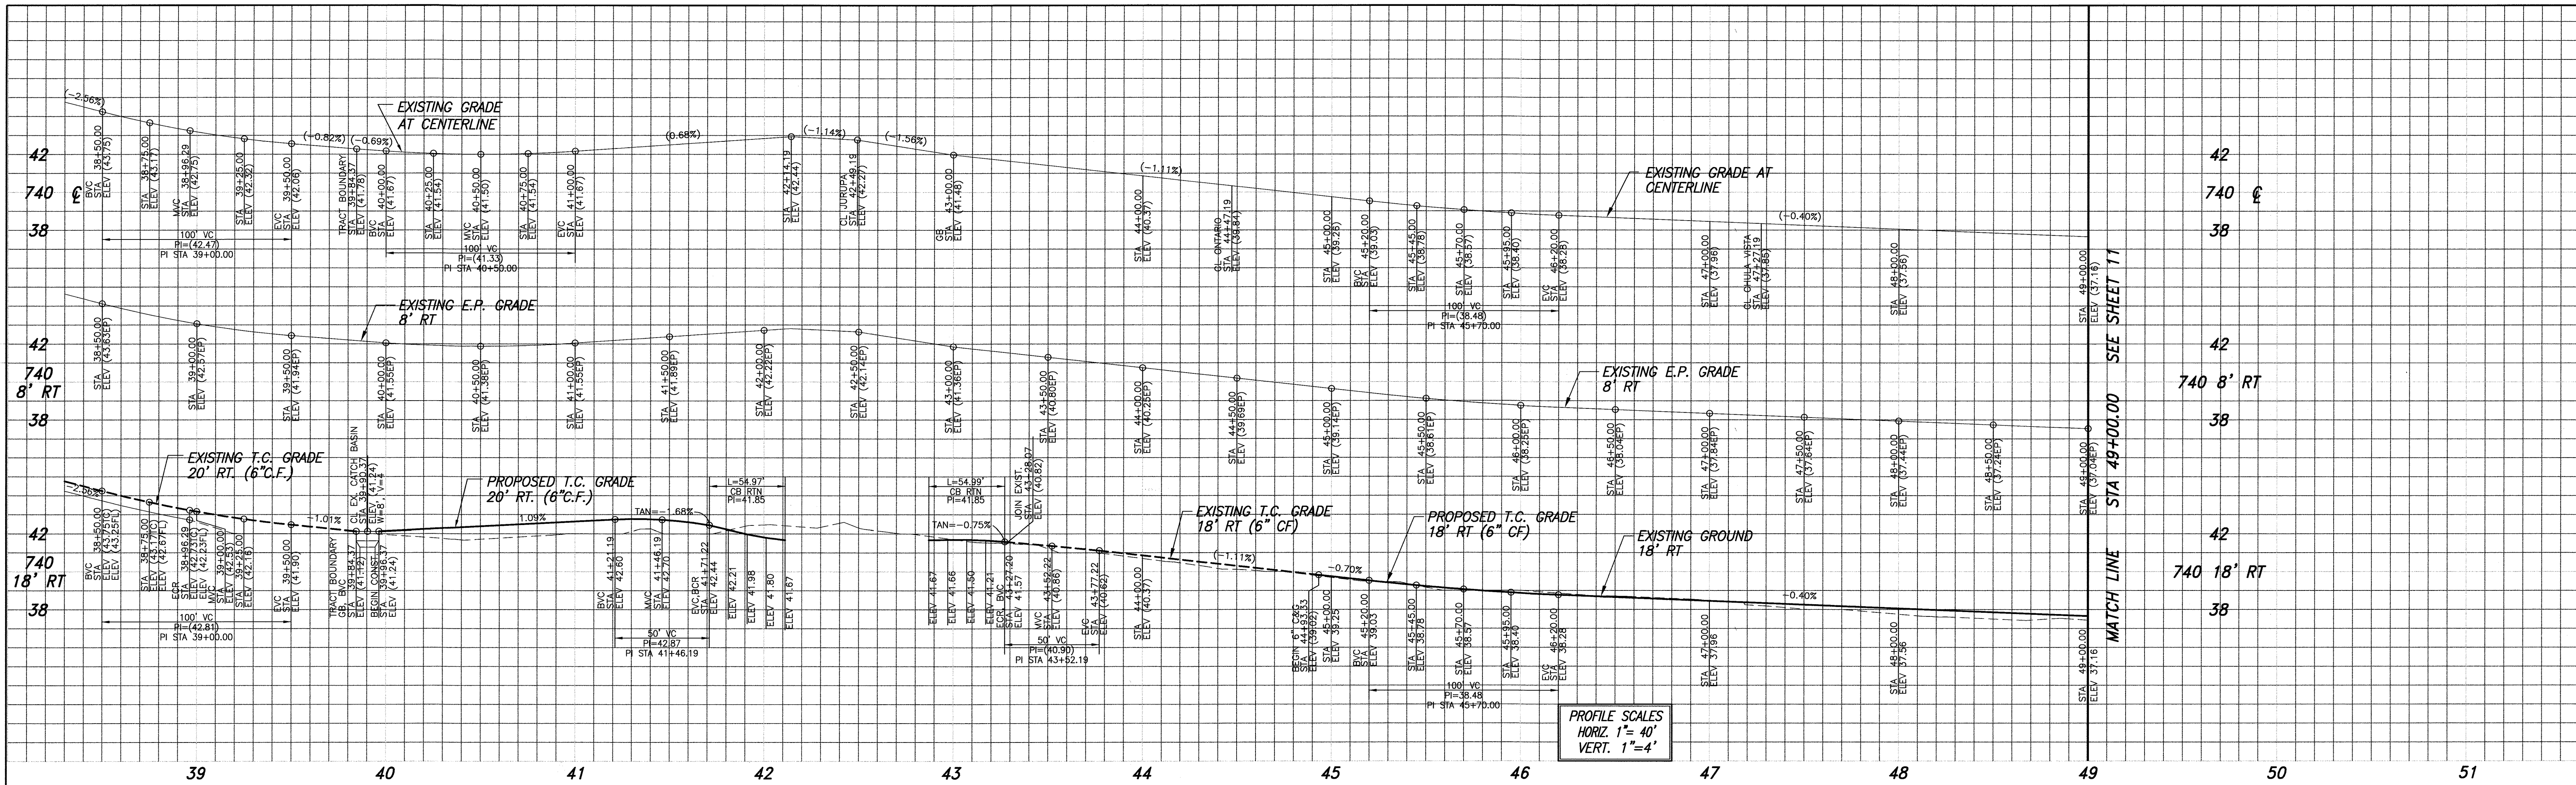 (-2.56%)
BVC
STA 38+50.00
ELEV (43.75)
STA 38+75.00
ELEV (43.17)
MVC
STA 38+96.29
ELEV (42.75)
STA 39+25.00
ELEV (42.32)
EVC
STA 39+50.00
ELEV (42.06)
100' VC
PI=(42.47)
PI STA 39+00.00
(-0.82%)
(-0.69%)
TRACT BOUNDARY
STA 39+84.37
ELEV (41.78)
EXISTING GRADE
AT CENTERLINE
BVC
STA 40+00.00
ELEV (41.67)
STA 40+25.00
ELEV (41.54)
MVC
STA 40+50.00
ELEV (41.50)
STA 40+75.00
ELEV (41.54)
EVC
STA 41+00.00
ELEV (41.67)
100' VC
PI=(41.33)
PI STA 40+50.00
(0.68%)
STA 42+14.19
ELEV (42.44)
(-1.14%)
CL JURUPA
STA 42+49.19
ELEV (42.27)
(-1.56%)
GB
STA 43+00.00
ELEV (41.48)
STA 44+00.00
ELEV (40.37)
(-1.11%)
CL ONTARIO
STA 44+47.19
ELEV (39.84)
STA 45+00.00
ELEV (39.25)
BVC
STA 45+20.00
ELEV (39.03)
STA 45+45.00
ELEV (38.78)
STA 45+70.00
ELEV (38.57)
STA 45+95.00
ELEV (38.40)
EVC
STA 46+20.00
ELEV (38.28)
100' VC
PI=(38.48)
PI STA 45+70.00
EXISTING GRADE AT
CENTERLINE
STA 47+00.00
ELEV (37.96)
CL CHULA VISTA
STA 47+27.19
ELEV (37.85)
(-0.40%)
STA 48+00.00
ELEV (37.56)
STA 49+00.00
ELEV (37.16)
42
740 ℄
38
42
740 ℄
38
STA 38+50.00
ELEV (43.63EP)
STA 39+00.00
ELEV (42.57EP)
STA 39+50.00
ELEV (41.94EP)
EXISTING E.P. GRADE
8' RT
STA 40+00.00
ELEV (41.55EP)
STA 40+50.00
ELEV (41.38EP)
STA 41+00.00
ELEV (41.55EP)
STA 41+50.00
ELEV (41.89EP)
STA 42+00.00
ELEV (42.22EP)
STA 42+50.00
ELEV (42.14EP)
STA 43+00.00
ELEV (41.36EP)
STA 43+50.00
ELEV (40.80EP)
STA 44+00.00
ELEV (40.25EP)
STA 44+50.00
ELEV (39.69EP)
STA 45+00.00
ELEV (39.14EP)
STA 45+50.00
ELEV (38.61EP)
STA 46+00.00
ELEV (38.25EP)
EXISTING E.P. GRADE
8' RT
STA 46+50.00
ELEV (38.04EP)
STA 47+00.00
ELEV (37.84EP)
STA 47+50.00
ELEV (37.64EP)
STA 48+00.00
ELEV (37.44EP)
STA 48+50.00
ELEV (37.24EP)
STA 49+00.00
ELEV (37.04EP)
42
740
8' RT
38
42
740 8' RT
38
EXISTING T.C. GRADE
20' RT. (6"C.F.)
-2.56%
BVC
STA 38+50.00
ELEV (43.75TC)
ELEV (43.25FL)
STA 38+75.00
ELEV (43.17TC)
ELEV (42.67FL)
ECR
STA 38+96.29
ELEV (42.73TC)
ELEV (42.23FL)
MVC
STA 39+00.00
ELEV (42.53)
STA 39+25.00
ELEV (42.16)
EVC
STA 39+50.00
ELEV (41.90)
100' VC
PI=(42.81)
PI STA 39+00.00
-1.01%
TRACT BOUNDARY
GB, BVC
STA 39+84.37
ELEV (41.12)
CL EX. CATCH BASIN
STA 39+90.37
ELEV (41.24)
W=8', V=4
BEGIN CONST.
STA 39+96.37
ELEV (41.24)
PROPOSED T.C. GRADE
20' RT. (6"C.F.)
1.09%
BVC
STA 41+21.19
ELEV 42.60
MVC
STA 41+46.19
ELEV 42.70
EVC,BCR
STA 41+71.22
ELEV 42.44
50' VC
PI=42.87
PI STA 41+46.19
TAN=-1.68%
L=54.97'
CB RTN
PI=41.85
ELEV 42.21
ELEV 41.98
ELEV 41.80
ELEV 41.67
L=54.99'
CB RTN
PI=41.85
TAN=-0.75%
ELEV 41.67
ELEV 41.66
ELEV 41.50
ELEV 41.21
ECR, BVC
STA 43+27.20
ELEV 41.57
JOIN EXIST.
STA 43+28.07
ELEV (40.82)
MVC
STA 43+52.22
ELEV (40.86)
EVC
STA 43+77.22
ELEV (40.62)
50' VC
PI=(40.90)
PI STA 43+52.19
STA 44+00.00
ELEV (40.37)
EXISTING T.C. GRADE
18' RT (6" CF)
(-1.11%)
BEGIN 6" C&G
STA 44+93.33
ELEV (39.02)
STA 45+00.00
ELEV 39.25
-0.70%
BVC
STA 45+20.00
ELEV 39.03
PROPOSED T.C. GRADE
18' RT (6" CF)
STA 45+45.00
ELEV 38.78
STA 45+70.00
ELEV 38.57
STA 45+95.00
ELEV 38.40
EVC
STA 46+20.00
ELEV 38.28
100' VC
PI=38.48
PI STA 45+70.00
EXISTING GROUND
18' RT
STA 47+00.00
ELEV 37.96
-0.40%
STA 48+00.00
ELEV 37.56
STA 49+00.00
ELEV 37.16
42
740
18' RT
38
42
740 18' RT
38
MATCH LINE STA 49+00.00 SEE SHEET 11
PROFILE SCALES
HORIZ. 1"= 40'
VERT. 1"=4'
39 40 41 42 43 44 45 46 47 48 49 50 51